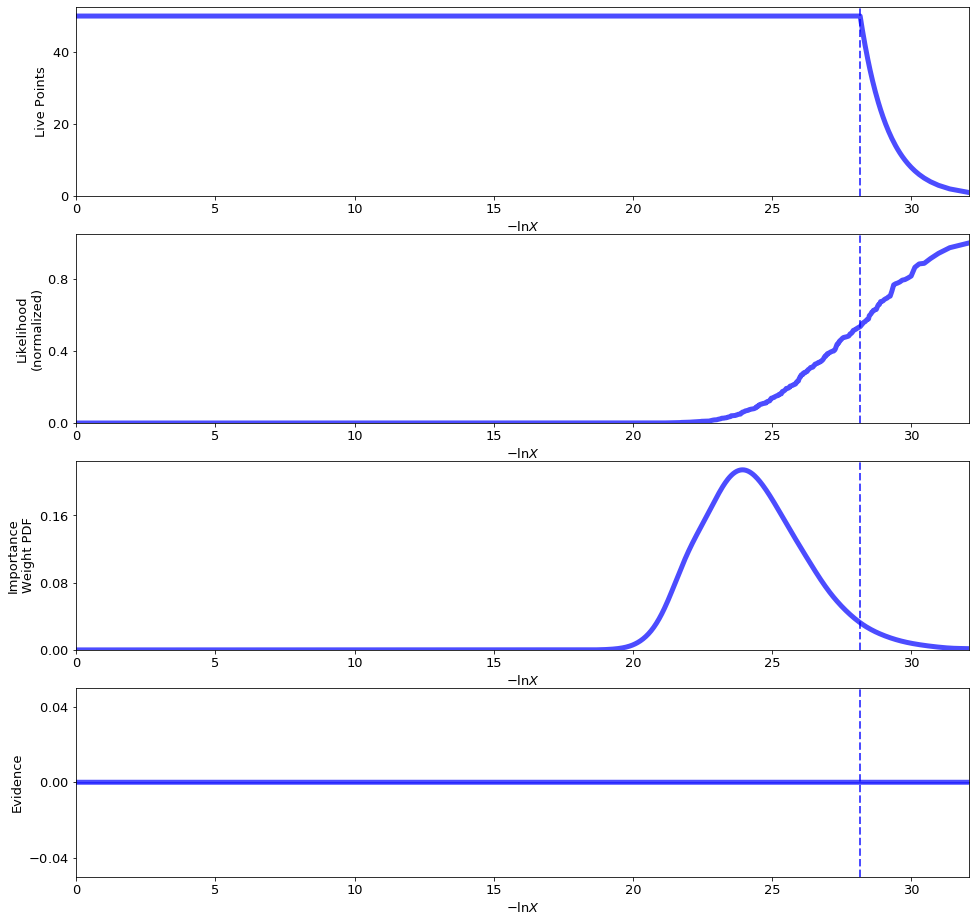 Live Points
40
20
0
0 5 10 15 20 25 30
−lnX
Likelihood
(normalized)
0.8
0.4
0.0
0 5 10 15 20 25 30
−lnX
Importance
Weight PDF
0.16
0.08
0.00
0 5 10 15 20 25 30
−lnX
Evidence
0.04
0.00
−0.04
0 5 10 15 20 25 30
−lnX